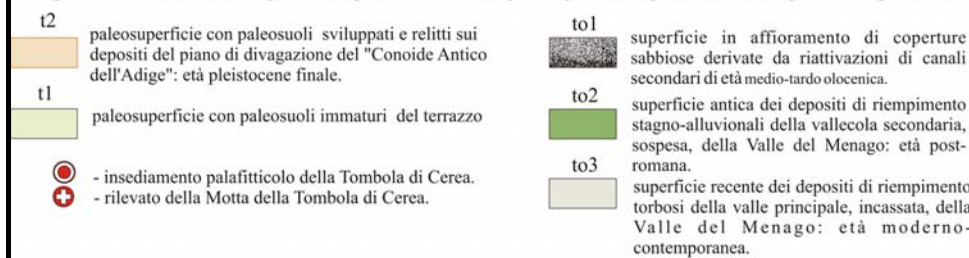 t2
paleosuperficie con paleosuoli sviluppati e relitti sui
depositi del piano di divagazione del "Conoide Antico
dell'Adige": età pleistocene finale.
t1
paleosuperficie con paleosuoli immaturi del terrazzo
- insediamento palafitticolo della Tombola di Cerea.
- rilevato della Motta della Tombola di Cerea.
to1
superficie in affioramento di coperture
sabbiose derivate da riattivazioni di canali
secondari di età medio-tardo olocenica.
to2
superficie antica dei depositi di riempimento
stagno-alluvionali della vallecola secondaria,
sospesa, della Valle del Menago: età post-
romana.
to3
superficie recente dei depositi di riempimento
torbosi della valle principale, incassata, della
Valle del Menago: età moderno-
contemporanea.